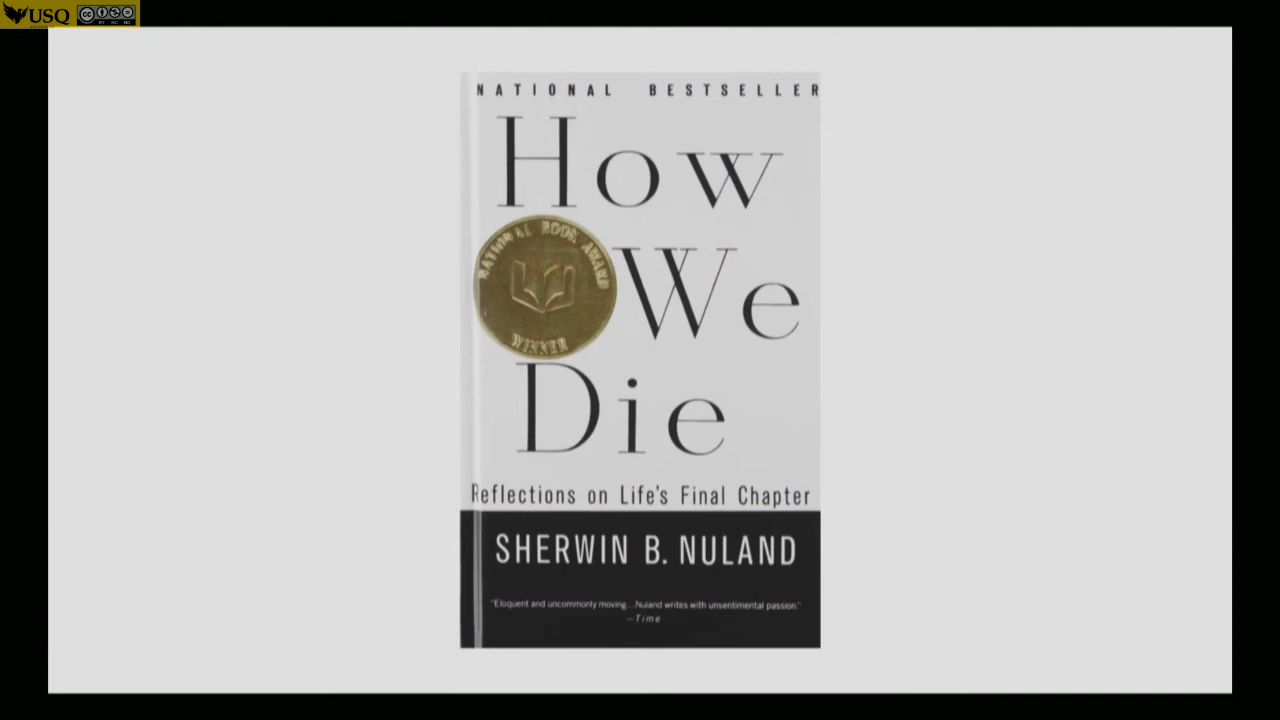 USQ
NATIONAL BESTSELLER
How
NATIONAL BOOK AWARD
WINNER
We
Die
Reflections on Life's Final Chapter
SHERWIN B. NULAND
"Eloquent and uncommonly moving...Nuland writes with unsentimental passion."
—Time